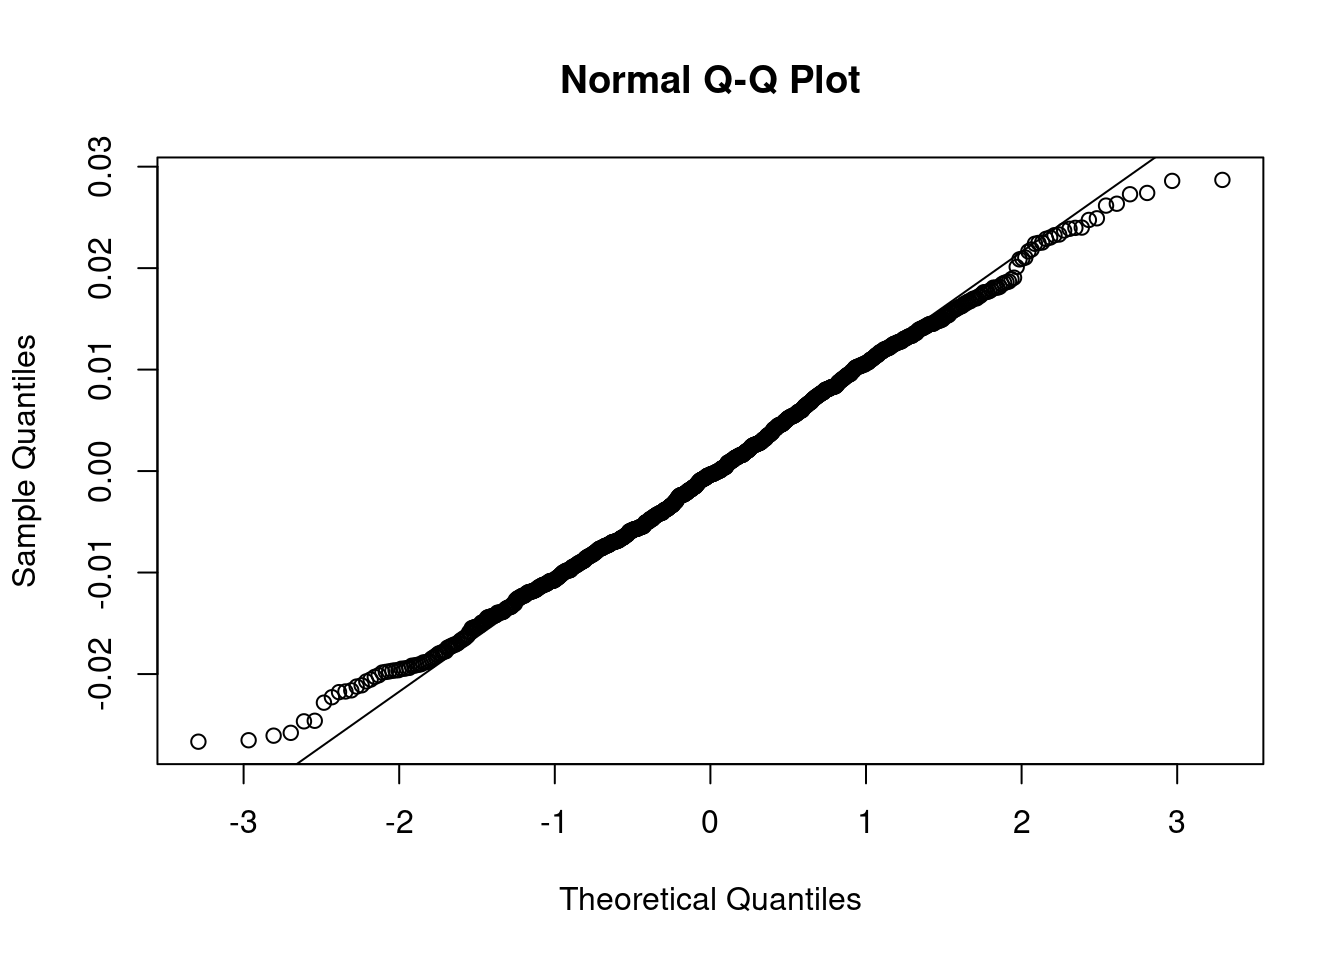 Normal Q-Q Plot
Sample Quantiles
0.03
0.02
0.01
0.00
-0.01
-0.02
-3 -2 -1 0 1 2 3
Theoretical Quantiles